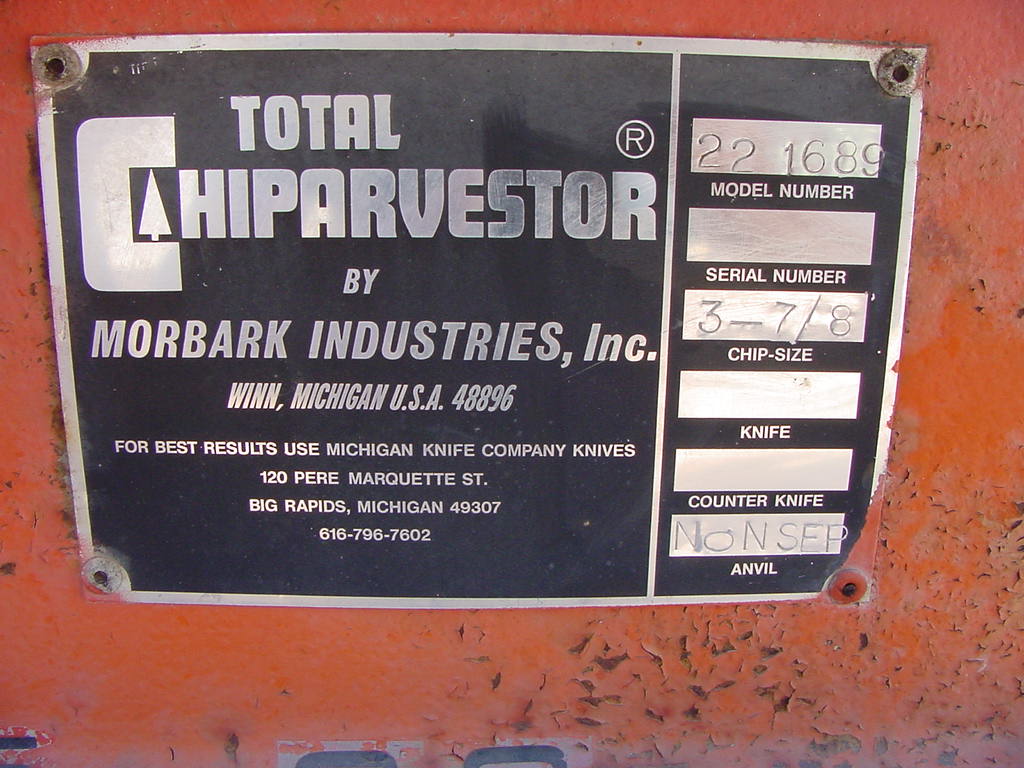 TOTAL
CHIPARVESTOR ®
BY
MORBARK INDUSTRIES, Inc.
WINN, MICHIGAN U.S.A. 48896
FOR BEST RESULTS USE MICHIGAN KNIFE COMPANY KNIVES
120 PERE MARQUETTE ST.
BIG RAPIDS, MICHIGAN 49307
616-796-7602
22 1689
MODEL NUMBER
SERIAL NUMBER
3-7/8
CHIP-SIZE
KNIFE
COUNTER KNIFE
NoNSEP
ANVIL